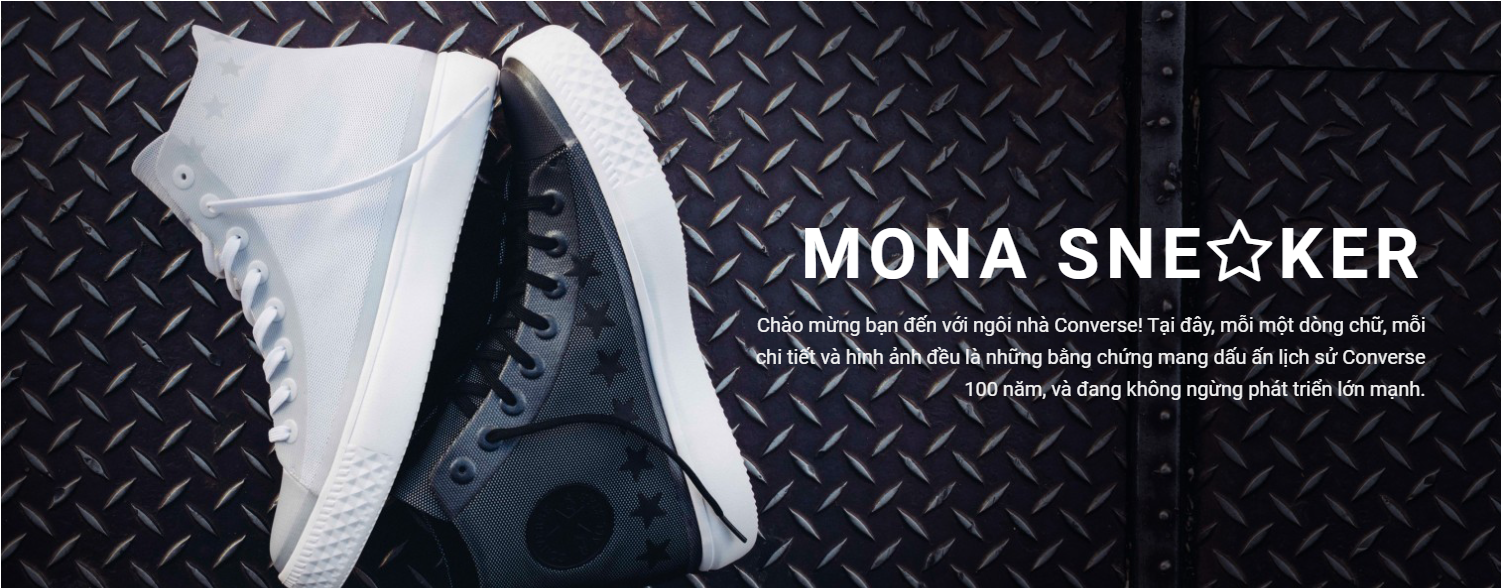 MONA SNE☆KER
Chào mừng bạn đến với ngôi nhà Converse! Tại đây, mỗi một dòng chữ, mỗi
chi tiết và hình ảnh đều là những bằng chứng mang dấu ấn lịch sử Converse
100 năm, và đang không ngừng phát triển lớn mạnh.